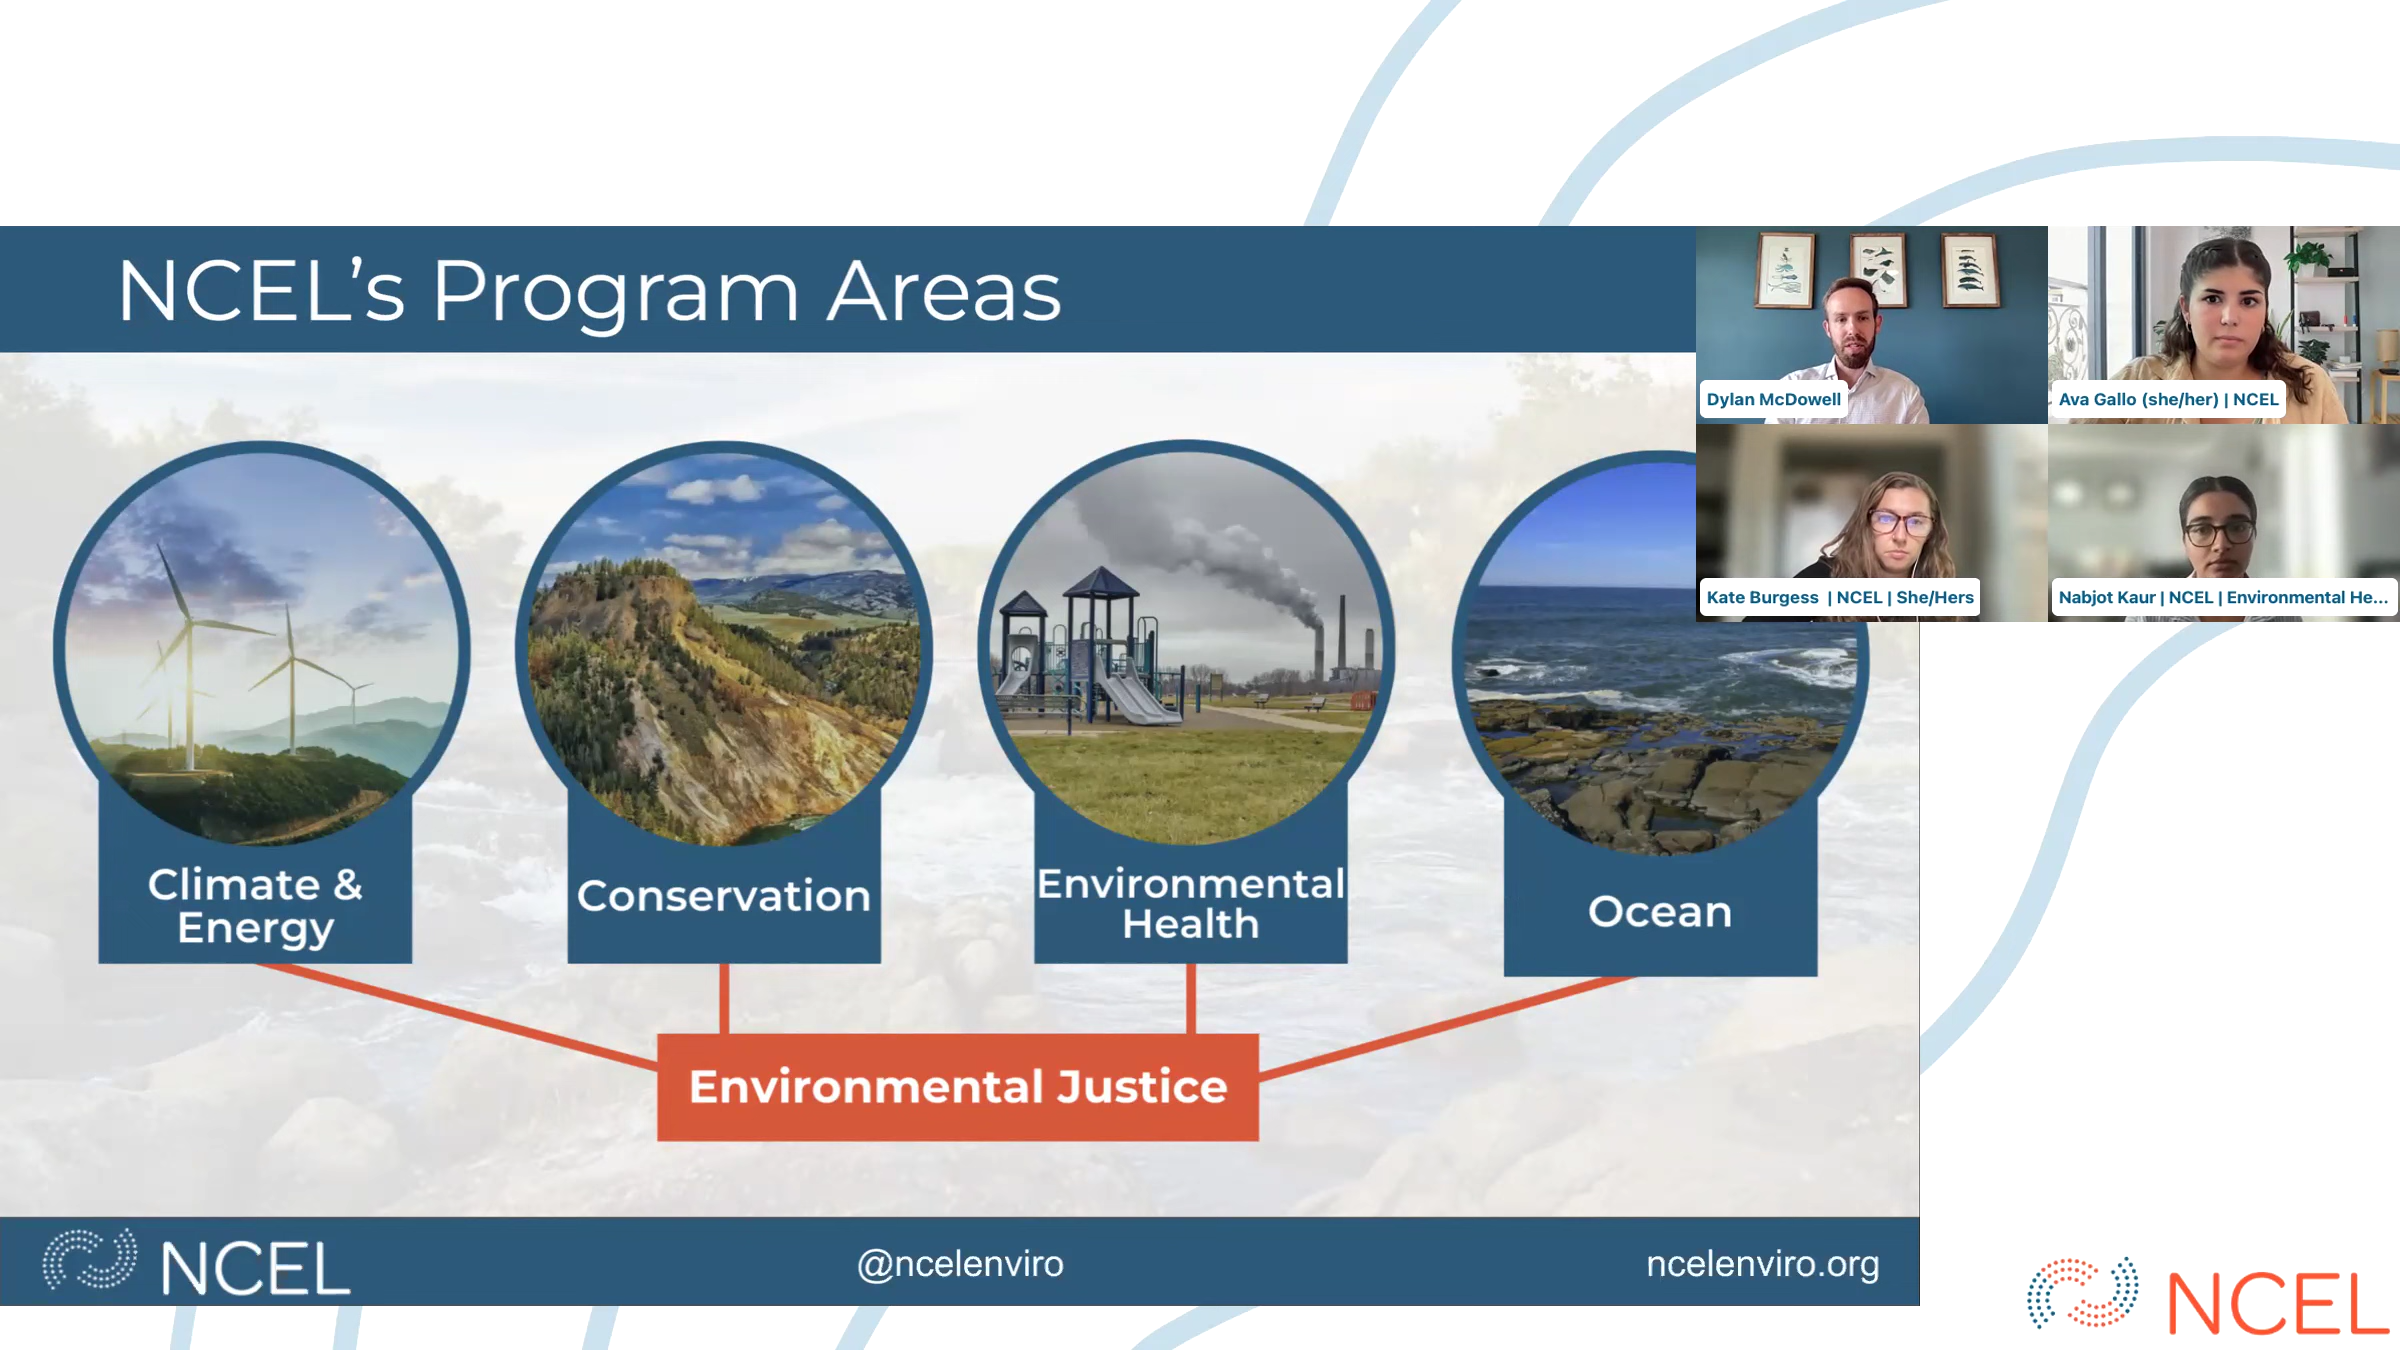 NCEL's Program Areas
Dylan McDowell
Ava Gallo (she/her) | NCEL
Kate Burgess | NCEL | She/Hers
Nabjot Kaur | NCEL | Environmental He...
Climate &
Energy
Conservation
Environmental
Health
Ocean
Environmental Justice
NCEL
@ncelenviro
ncelenviro.org
NCEL